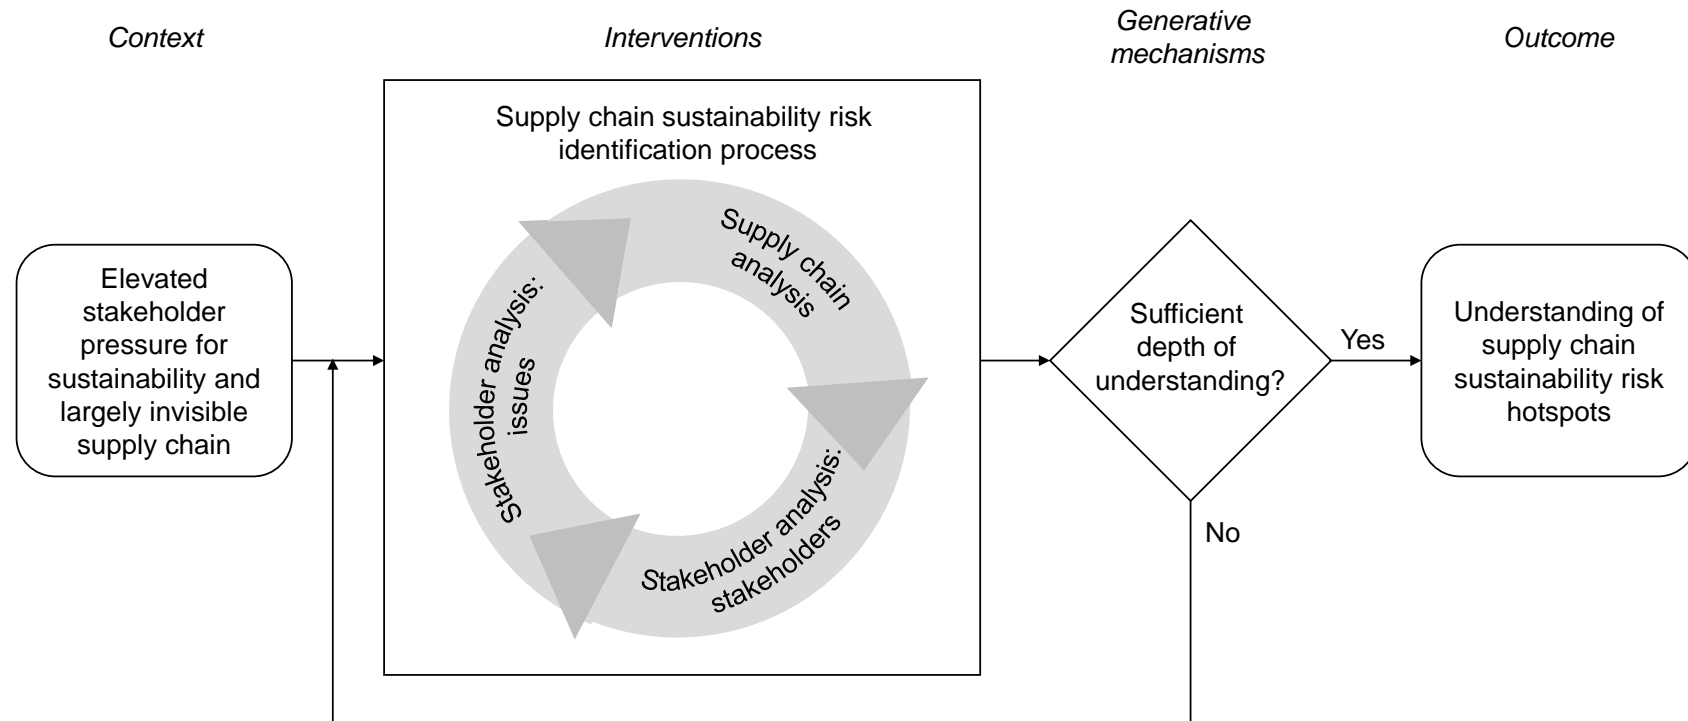 Context
Interventions
Generative
mechanisms
Outcome
Elevated
stakeholder
pressure for
sustainability and
largely invisible
supply chain
Supply chain sustainability risk
identification process
Supply chain
analysis
Stakeholder analysis:
stakeholders
Stakeholder analysis:
issues
Sufficient
depth of
understanding?
Yes
No
Understanding of
supply chain
sustainability risk
hotspots